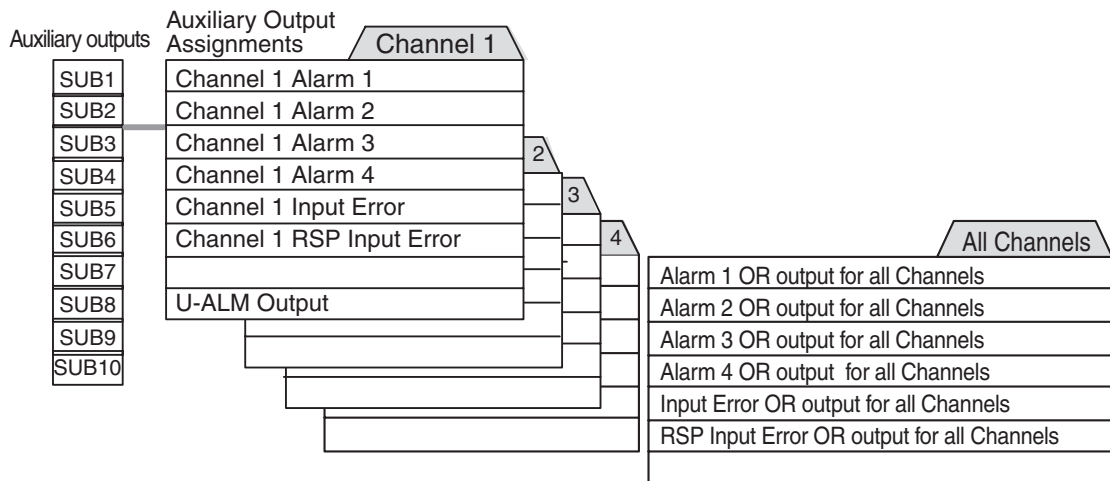 Auxiliary outputs
SUB1
SUB2
SUB3
SUB4
SUB5
SUB6
SUB7
SUB8
SUB9
SUB10
Auxiliary Output
Assignments
Channel 1
Channel 1 Alarm 1
Channel 1 Alarm 2
Channel 1 Alarm 3
Channel 1 Alarm 4
Channel 1 Input Error
Channel 1 RSP Input Error
U-ALM Output
2
3
4
All Channels
Alarm 1 OR output for all Channels
Alarm 2 OR output for all Channels
Alarm 3 OR output for all Channels
Alarm 4 OR output for all Channels
Input Error OR output for all Channels
RSP Input Error OR output for all Channels